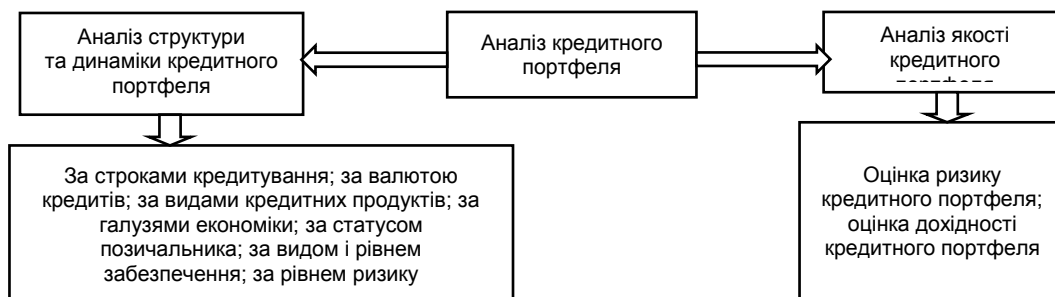 Аналіз структури
та динаміки кредитного
портфеля
Аналіз кредитного
портфеля
Аналіз якості
кредитного
портфеля
За строками кредитування; за валютою
кредитів; за видами кредитних продуктів; за
галузями економіки; за статусом
позичальника; за видом і рівнем
забезпечення; за рівнем ризику
Оцінка ризику
кредитного портфеля;
оцінка дохідності
кредитного портфеля